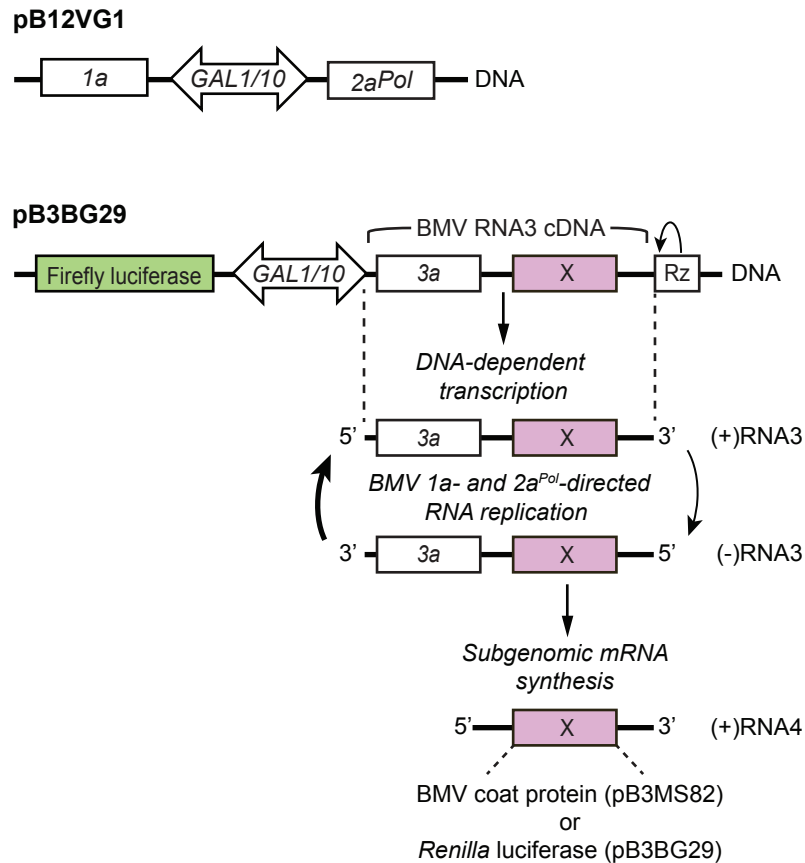 pB12VG1
1a GAL1/10 2aPol DNA
pB3BG29
BMV RNA3 cDNA
Firefly luciferase GAL1/10 3a X Rz DNA
DNA-dependent
transcription
5’ 3a X 3’ (+)RNA3
BMV 1a- and 2aPol-directed
RNA replication
3’ 3a X 5’ (-)RNA3
Subgenomic mRNA
synthesis
5’ X 3’ (+)RNA4
BMV coat protein (pB3MS82)
or
Renilla luciferase (pB3BG29)